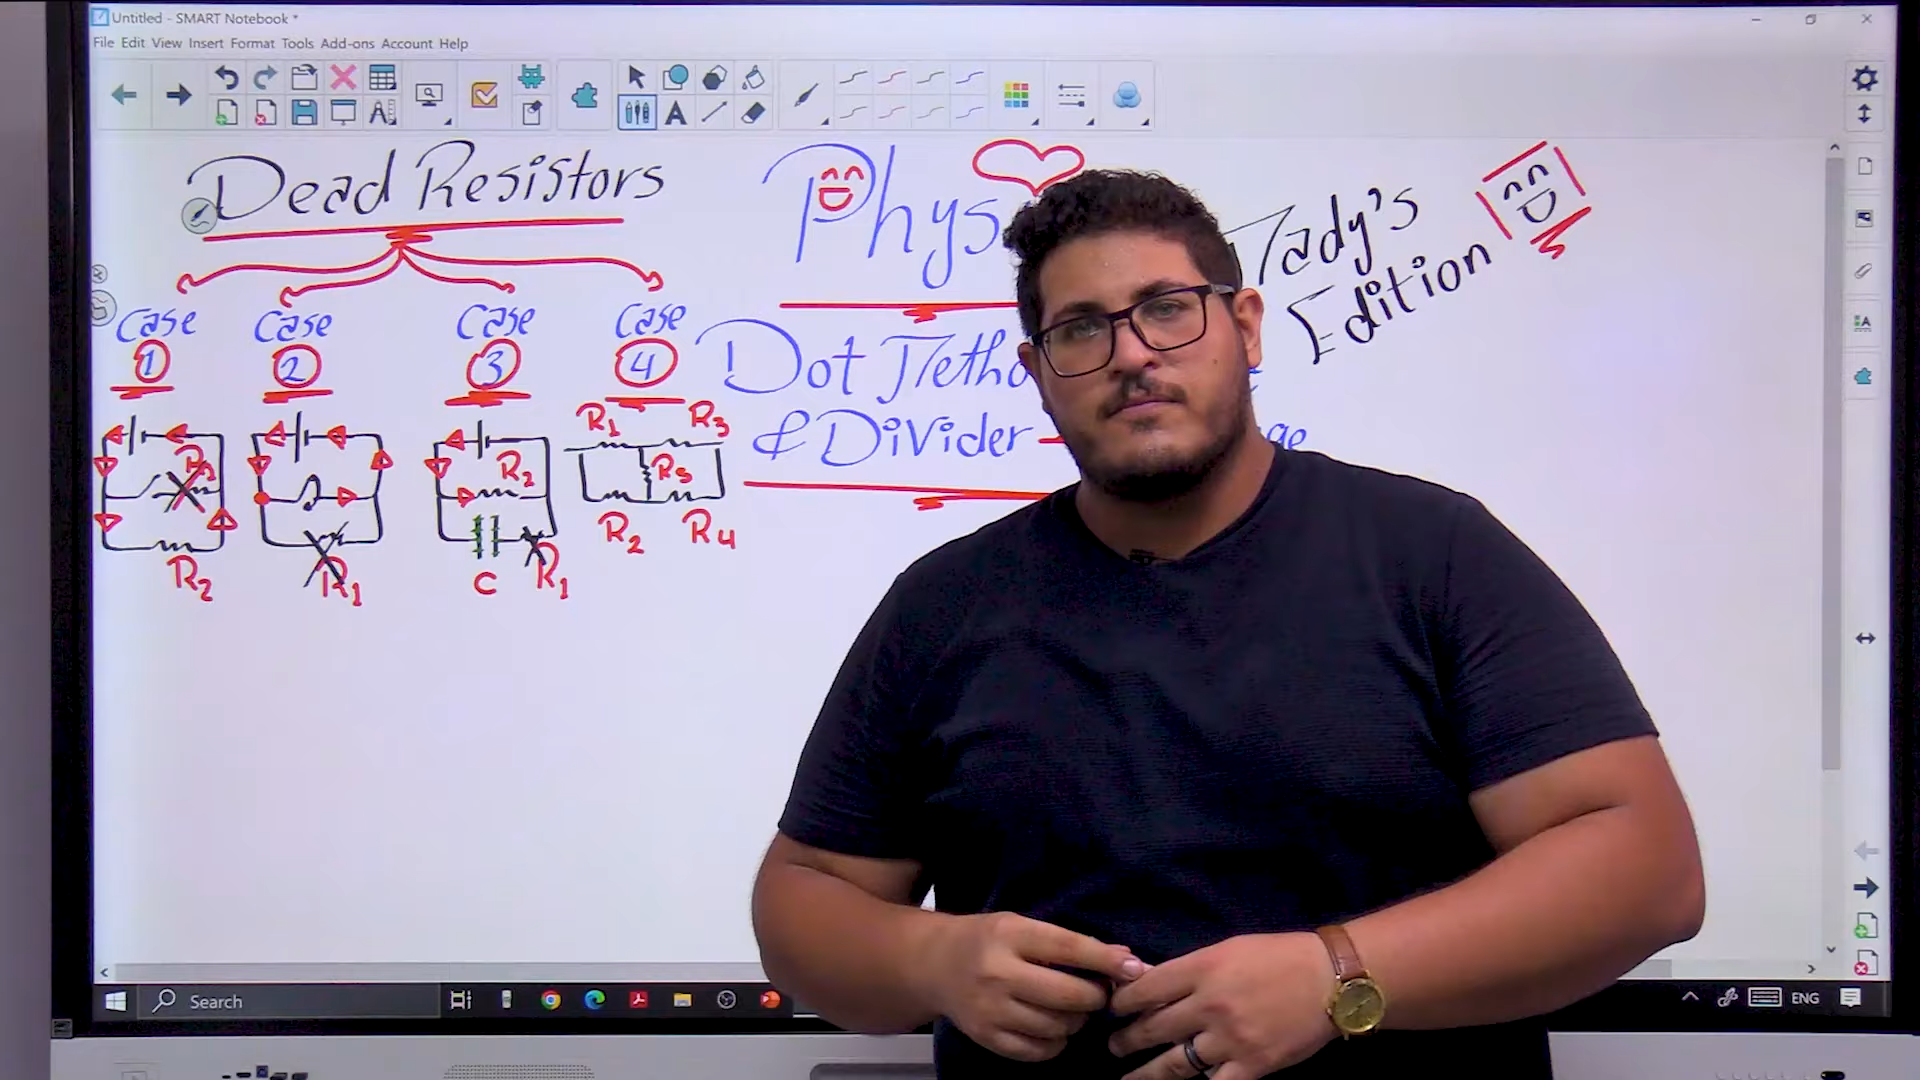 Untitled - SMART Notebook *
File Edit View Insert Format Tools Add-ons Account Help
Dead Resistors
Phys
Tady's
Edition
Case
1
Case
2
Case
3
Case
4
Dot Metho
& Divider
R2
R1
R2
C
R1
R1
R3
R5
R2
R4
Search
ENG